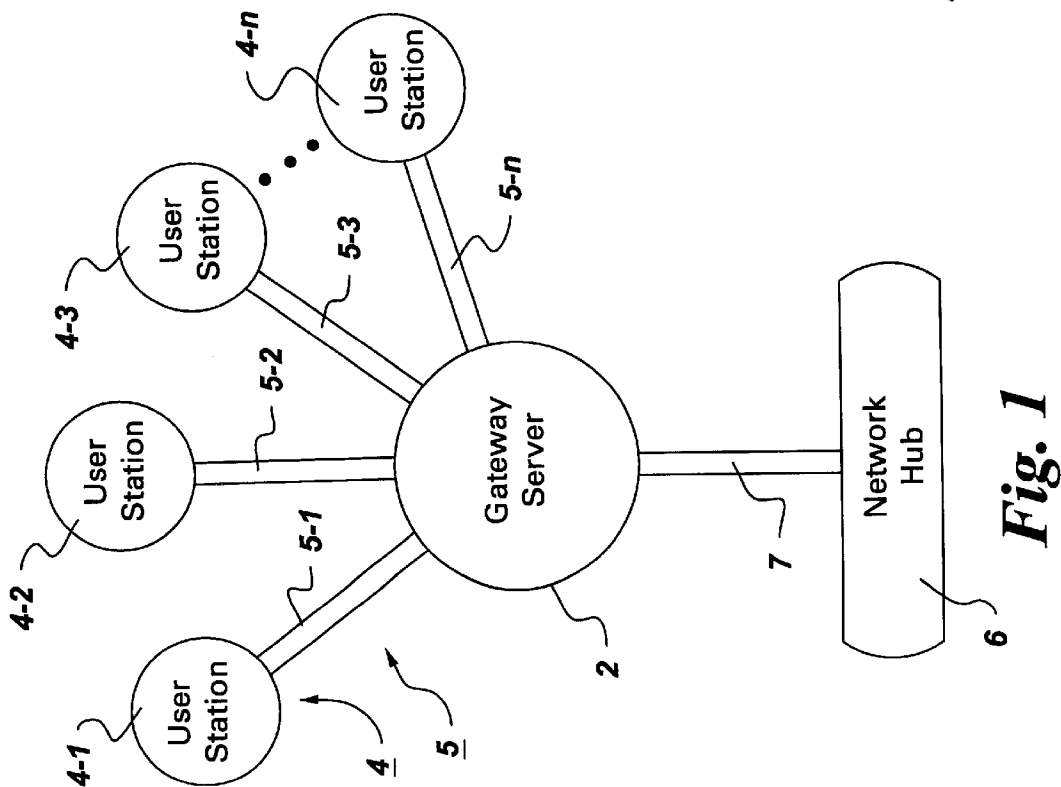 4-1
User
Station
4-2
User
Station
4-3
User
Station
4-n
User
Station
5-1
5-2
5-3
5-n
4
5
Gateway
Server
2
7
Network
Hub
6
Fig. 1